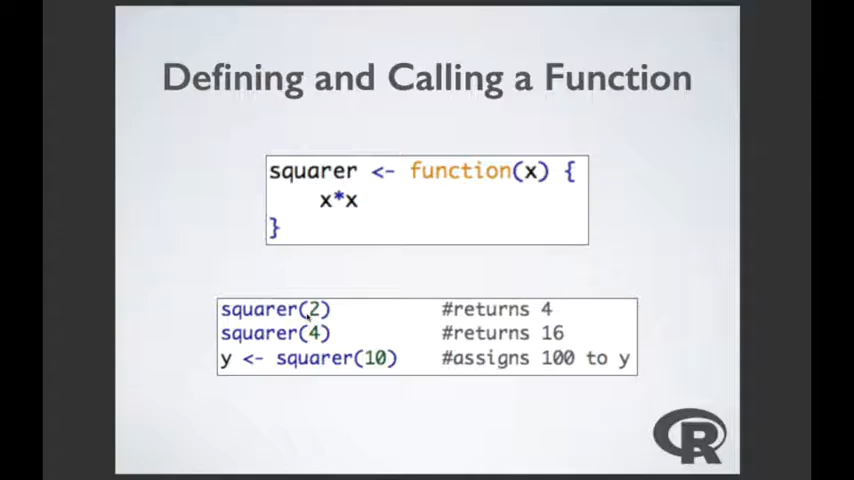 Defining and Calling a Function
squarer <- function(x) {
x*x
}
squarer(2) #returns 4
squarer(4) #returns 16
y <- squarer(10) #assigns 100 to y
R